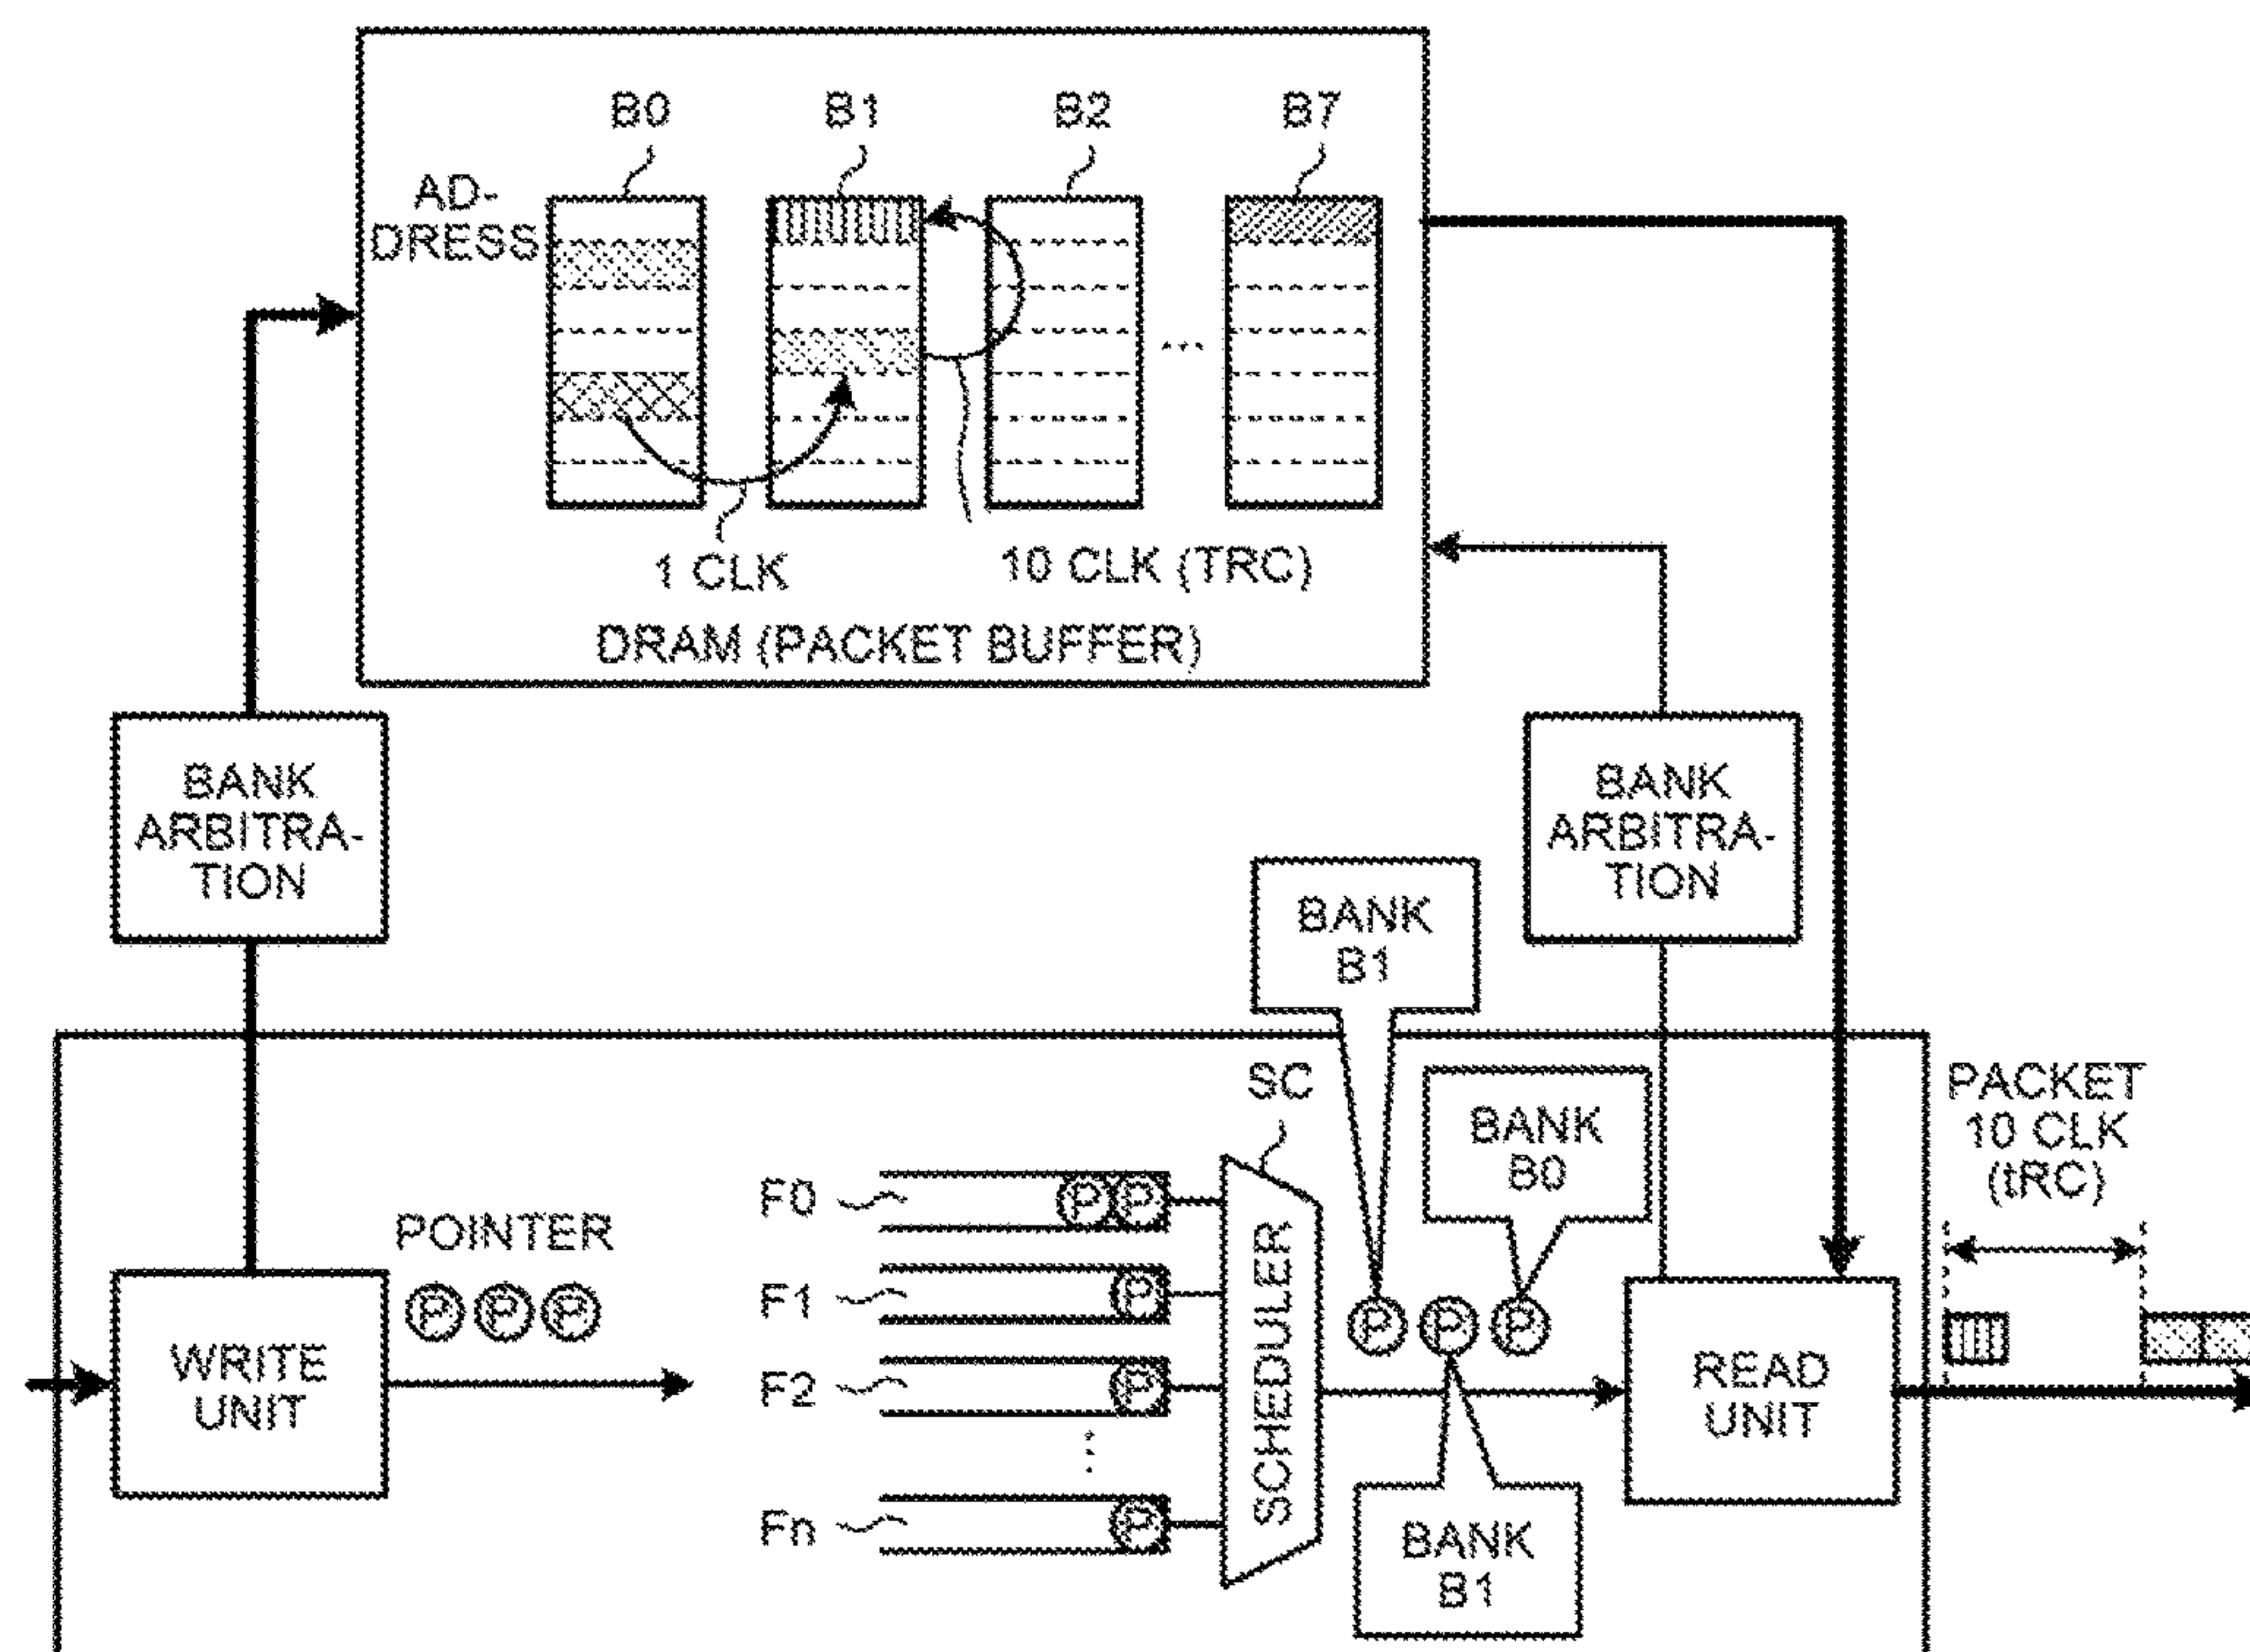 B0
B1
B2
B7
AD-
DRESS
...
1 CLK
10 CLK (TRC)
DRAM (PACKET BUFFER)
BANK
ARBITRA-
TION
BANK
ARBITRA-
TION
BANK
B1
SC
BANK
B0
PACKET
10 CLK
(tRC)
POINTER
P P P
WRITE
UNIT
F0
P P
F1
P
F2
P
...
Fn
P
SCHEDULER
P P P
READ
UNIT
BANK
B1